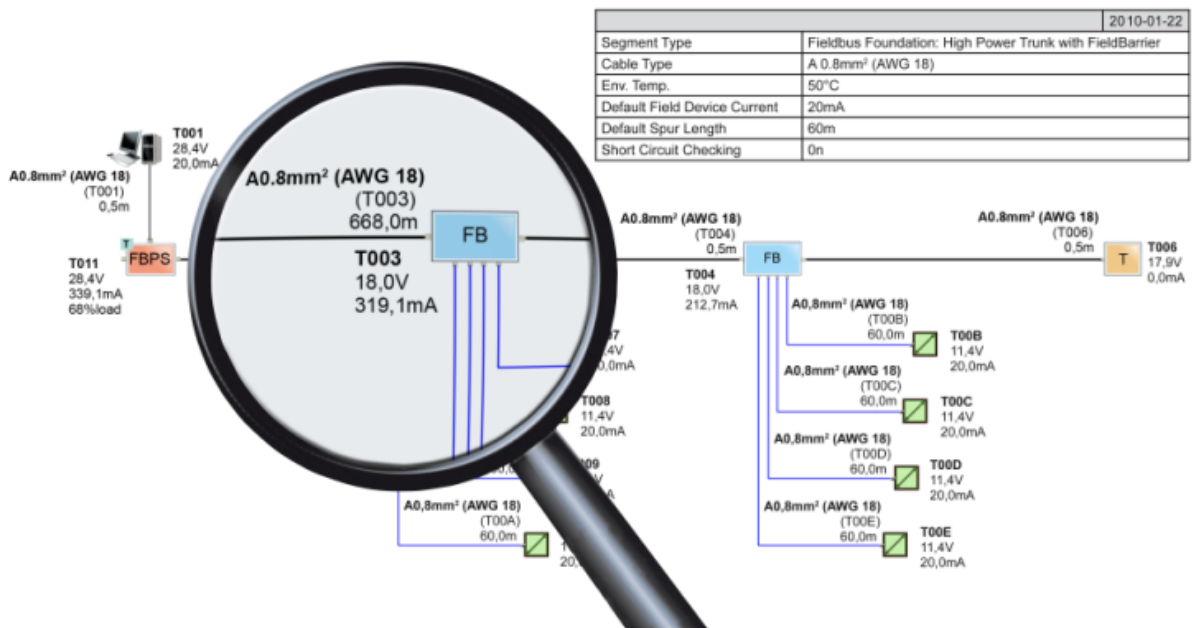 2010-01-22
Segment Type Fieldbus Foundation: High Power Trunk with FieldBarrier
Cable Type A 0.8mm² (AWG 18)
Env. Temp. 50°C
Default Field Device Current 20mA
Default Spur Length 60m
Short Circuit Checking 0n
T001
28,4V
20,0mA
A0.8mm² (AWG 18)
(T001)
0,5m
T
FBPS
T011
28,4V
339,1mA
68%load
A0.8mm² (AWG 18)
(T003)
668,0m
FB
T003
18,0V
319,1mA
A0.8mm² (AWG 18)
(T004)
0,5m
FB
T004
18,0V
212,7mA
A0.8mm² (AWG 18)
(T006)
0,5m
T
T006
17,9V
0,0mA
A0,8mm² (AWG 18)
(T00B)
60,0m
T00B
11,4V
20,0mA
A0,8mm² (AWG 18)
(T00C)
60,0m
T00C
11,4V
20,0mA
A0,8mm² (AWG 18)
(T00D)
60,0m
T00D
11,4V
20,0mA
A0,8mm² (AWG 18)
(T00E)
60,0m
T00E
11,4V
20,0mA
T008
11,4V
20,0mA
A0,8mm² (AWG 18)
(T00A)
60,0m